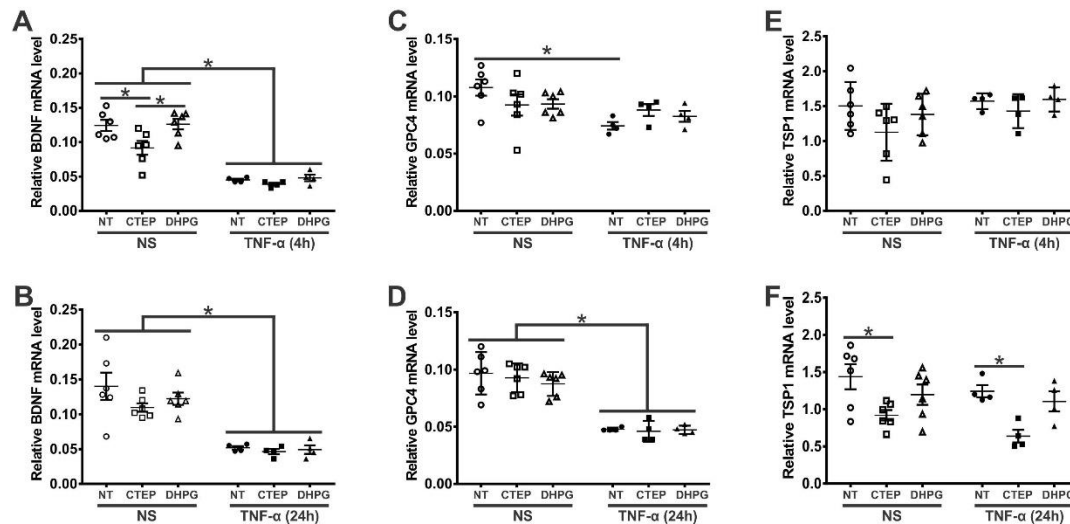 A
Relative BDNF mRNA level
0.25
0.20
0.15
0.10
0.05
0.00
*
*
*
NT CTEP DHPG NT CTEP DHPG
NS TNF-α (4h)
C
Relative GPC4 mRNA level
0.15
0.10
0.05
0.00
*
NT CTEP DHPG NT CTEP DHPG
NS TNF-α (4h)
E
Relative TSP1 mRNA level
2.5
2.0
1.5
1.0
0.5
0.0
NT CTEP DHPG NT CTEP DHPG
NS TNF-α (4h)
B
Relative BDNF mRNA level
0.25
0.20
0.15
0.10
0.05
0.00
*
NT CTEP DHPG NT CTEP DHPG
NS TNF-α (24h)
D
Relative GPC4 mRNA level
0.15
0.10
0.05
0.00
*
NT CTEP DHPG NT CTEP DHPG
NS TNF-α (24h)
F
Relative TSP1 mRNA level
2.5
2.0
1.5
1.0
0.5
0.0
*
*
NT CTEP DHPG NT CTEP DHPG
NS TNF-α (24h)